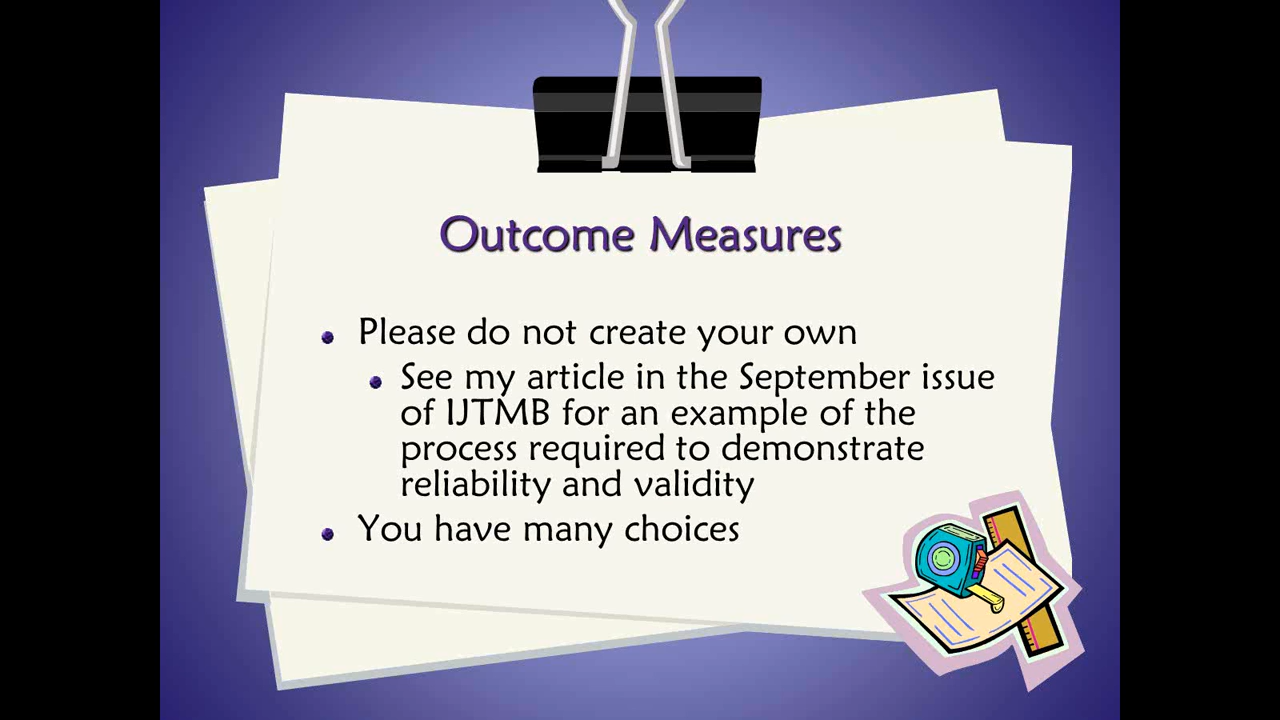 Outcome Measures
Please do not create your own
See my article in the September issue
of IJTMB for an example of the
process required to demonstrate
reliability and validity
You have many choices